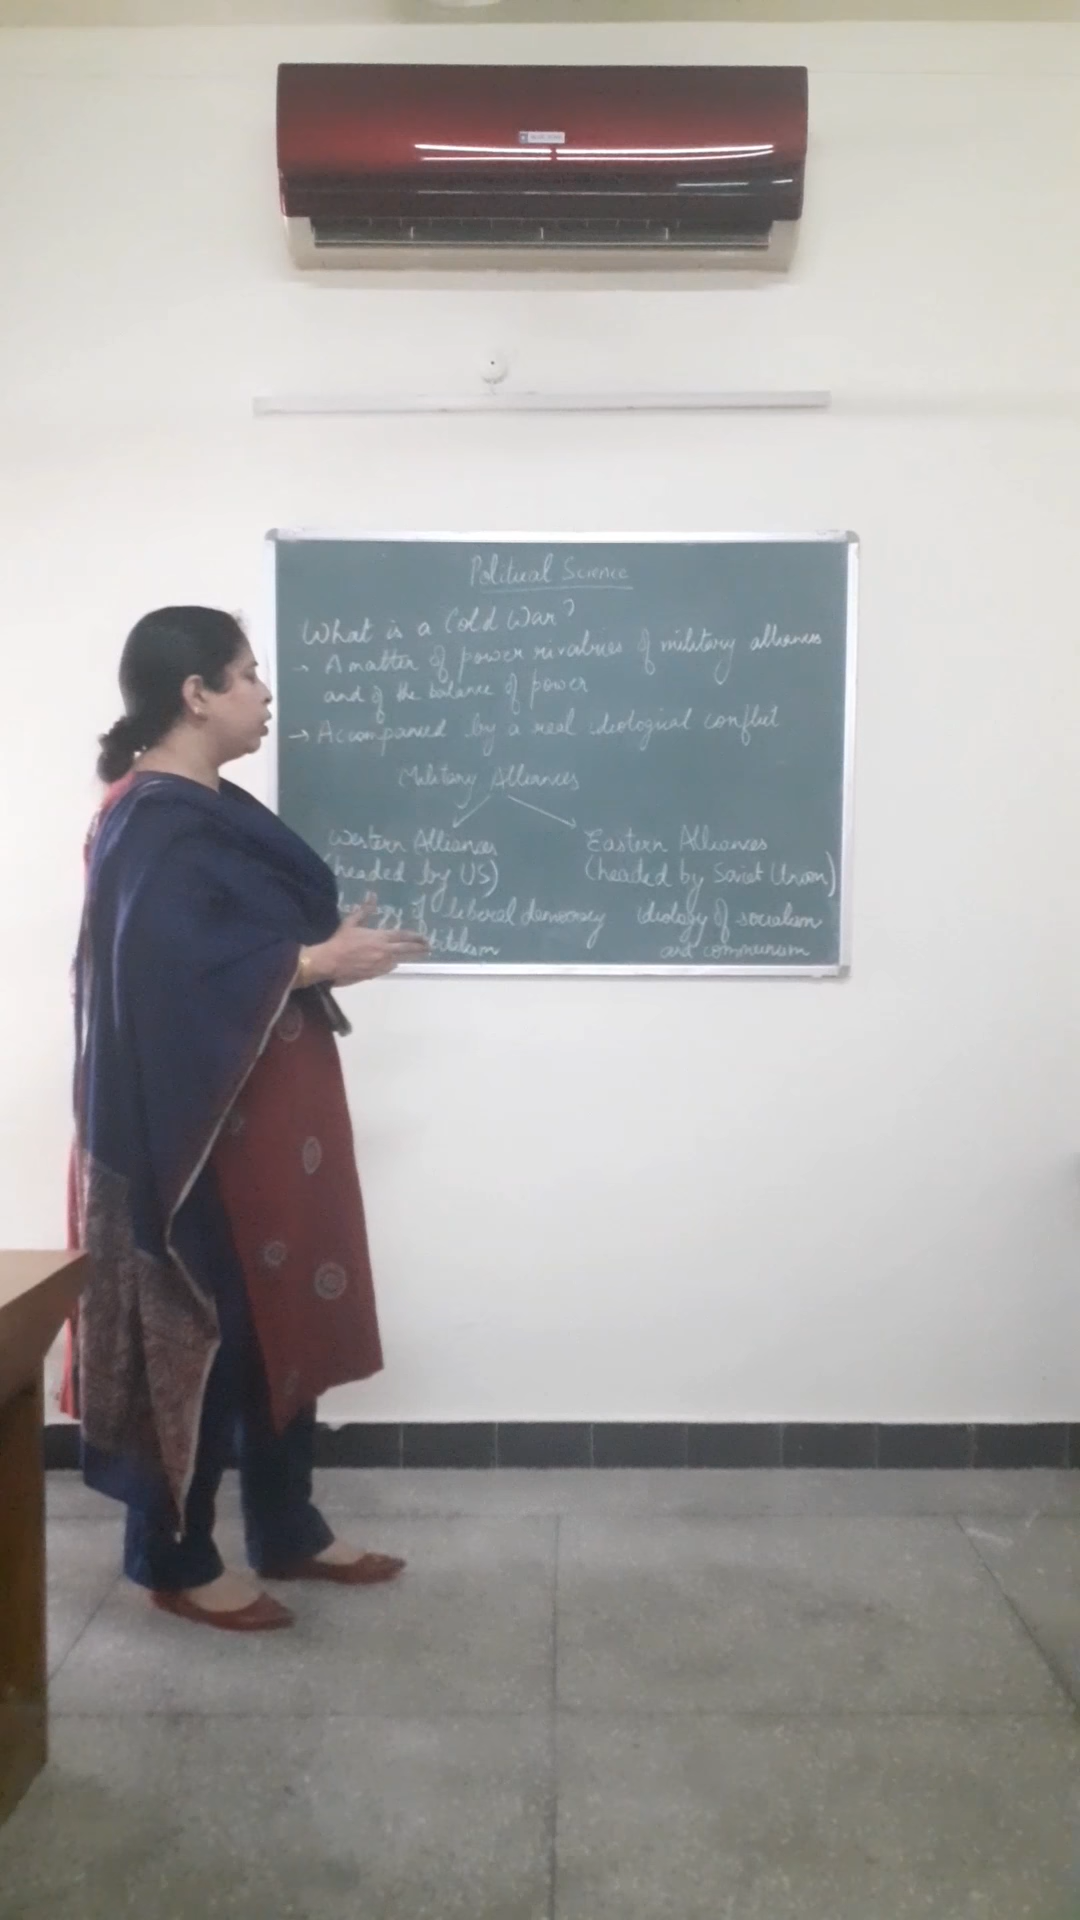 Political Science
What is a Cold War?
→ A matter of power rivalries of military alliances
and of the balance of power
→ Accompanied by a real ideological conflict
Military Alliances
Western Alliances
(headed by US)
of liberal democracy
Eastern Alliances
(headed by Soviet Union)
ideology of socialism
and communism